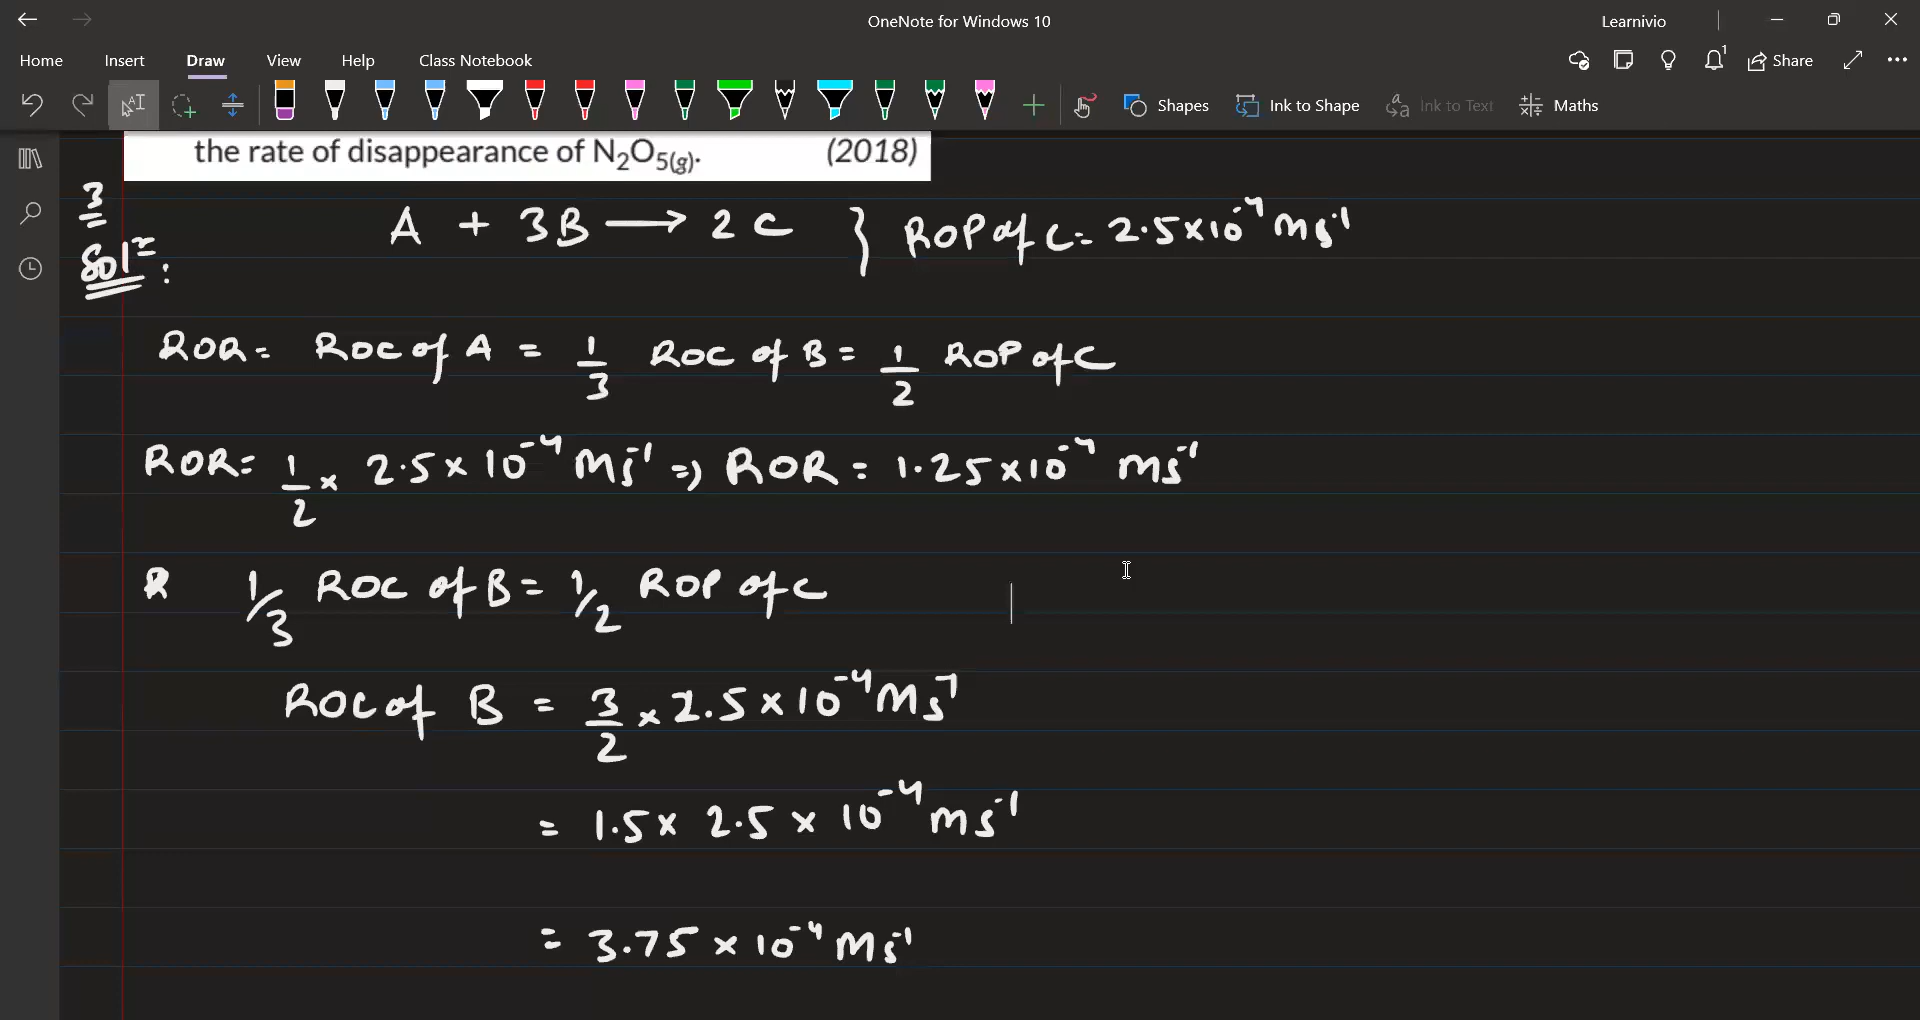 OneNote for Windows 10
Learnivio
Home Insert Draw View Help Class Notebook
1 Share
Shapes Ink to Shape Ink to Text Maths
the rate of disappearance of N₂O₅₍g₎. (2018)
3
Solⁿ :
A + 3B ⟶ 2C } ROP of C = 2.5×10⁻⁴ Ms⁻¹
ROR = ROC of A = 1/3 ROC of B = 1/2 ROP of C
ROR = 1/2 × 2.5 × 10⁻⁴ Ms⁻¹ ⇒ ROR = 1.25×10⁻⁴ Ms⁻¹
1/3 ROC of B = 1/2 ROP of C
ROC of B = 3/2 × 2.5 × 10⁻⁴ Ms⁻¹
= 1.5 × 2.5 × 10⁻⁴ Ms⁻¹
= 3.75 × 10⁻⁴ Ms⁻¹